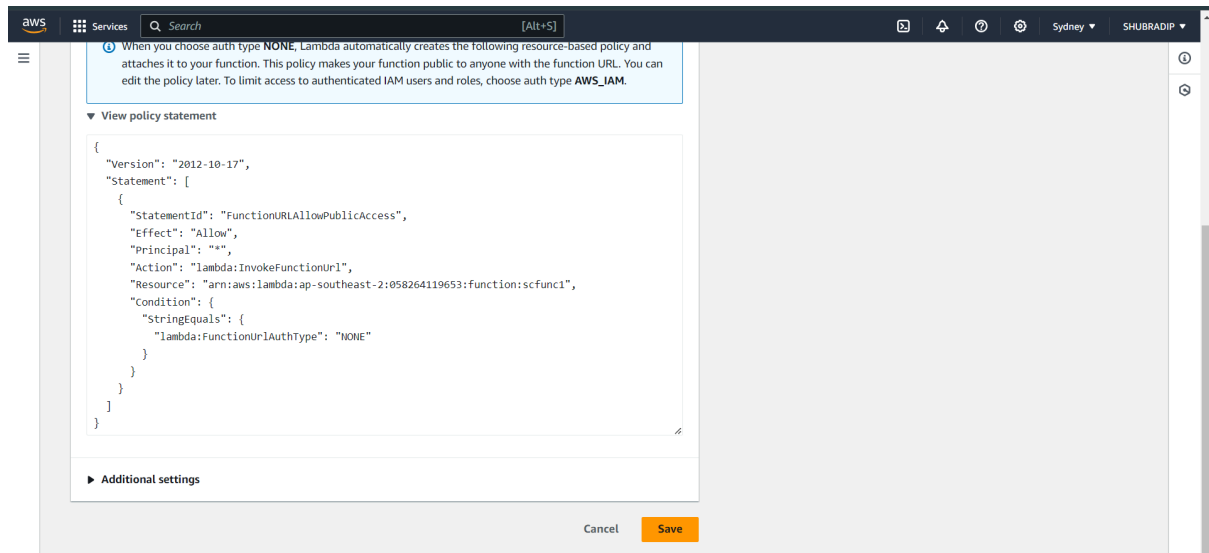 aws
Services
Search
[Alt+S]
Sydney ▼
SHUBRADIP ▼
When you choose auth type NONE, Lambda automatically creates the following resource-based policy and
attaches it to your function. This policy makes your function public to anyone with the function URL. You can
edit the policy later. To limit access to authenticated IAM users and roles, choose auth type AWS_IAM.
▼ View policy statement
{
"Version": "2012-10-17",
"Statement": [
{
"StatementId": "FunctionURLAllowPublicAccess",
"Effect": "Allow",
"Principal": "*",
"Action": "lambda:InvokeFunctionUrl",
"Resource": "arn:aws:lambda:ap-southeast-2:058264119653:function:scfunc1",
"Condition": {
"StringEquals": {
"lambda:FunctionUrlAuthType": "NONE"
}
}
}
]
}
▶ Additional settings
Cancel
Save